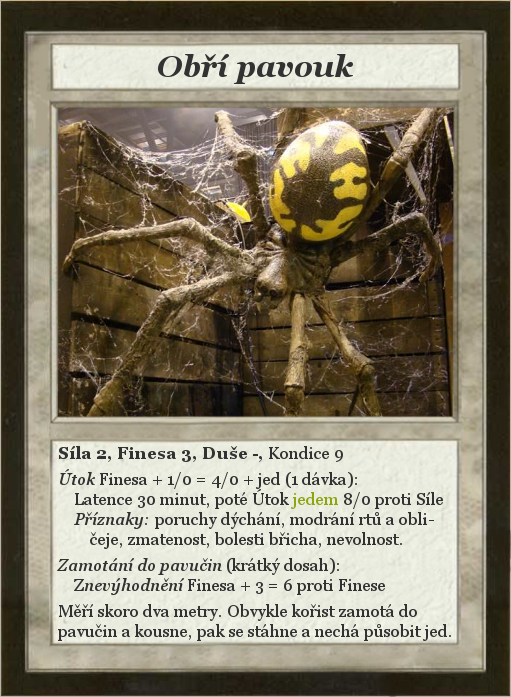 Obří pavouk
Síla 2, Finesa 3, Duše -, Kondice 9
Útok Finesa + 1/0 = 4/0 + jed (1 dávka):
Latence 30 minut, poté Útok jedem 8/0 proti Síle
Příznaky: poruchy dýchání, modrání rtů a obli-
čeje, zmatenost, bolesti břicha, nevolnost.
Zamotání do pavučin (krátký dosah):
Znevýhodnění Finesa + 3 = 6 proti Finese
Měří skoro dva metry. Obvykle kořist zamotá do
pavučin a kousne, pak se stáhne a nechá působit jed.